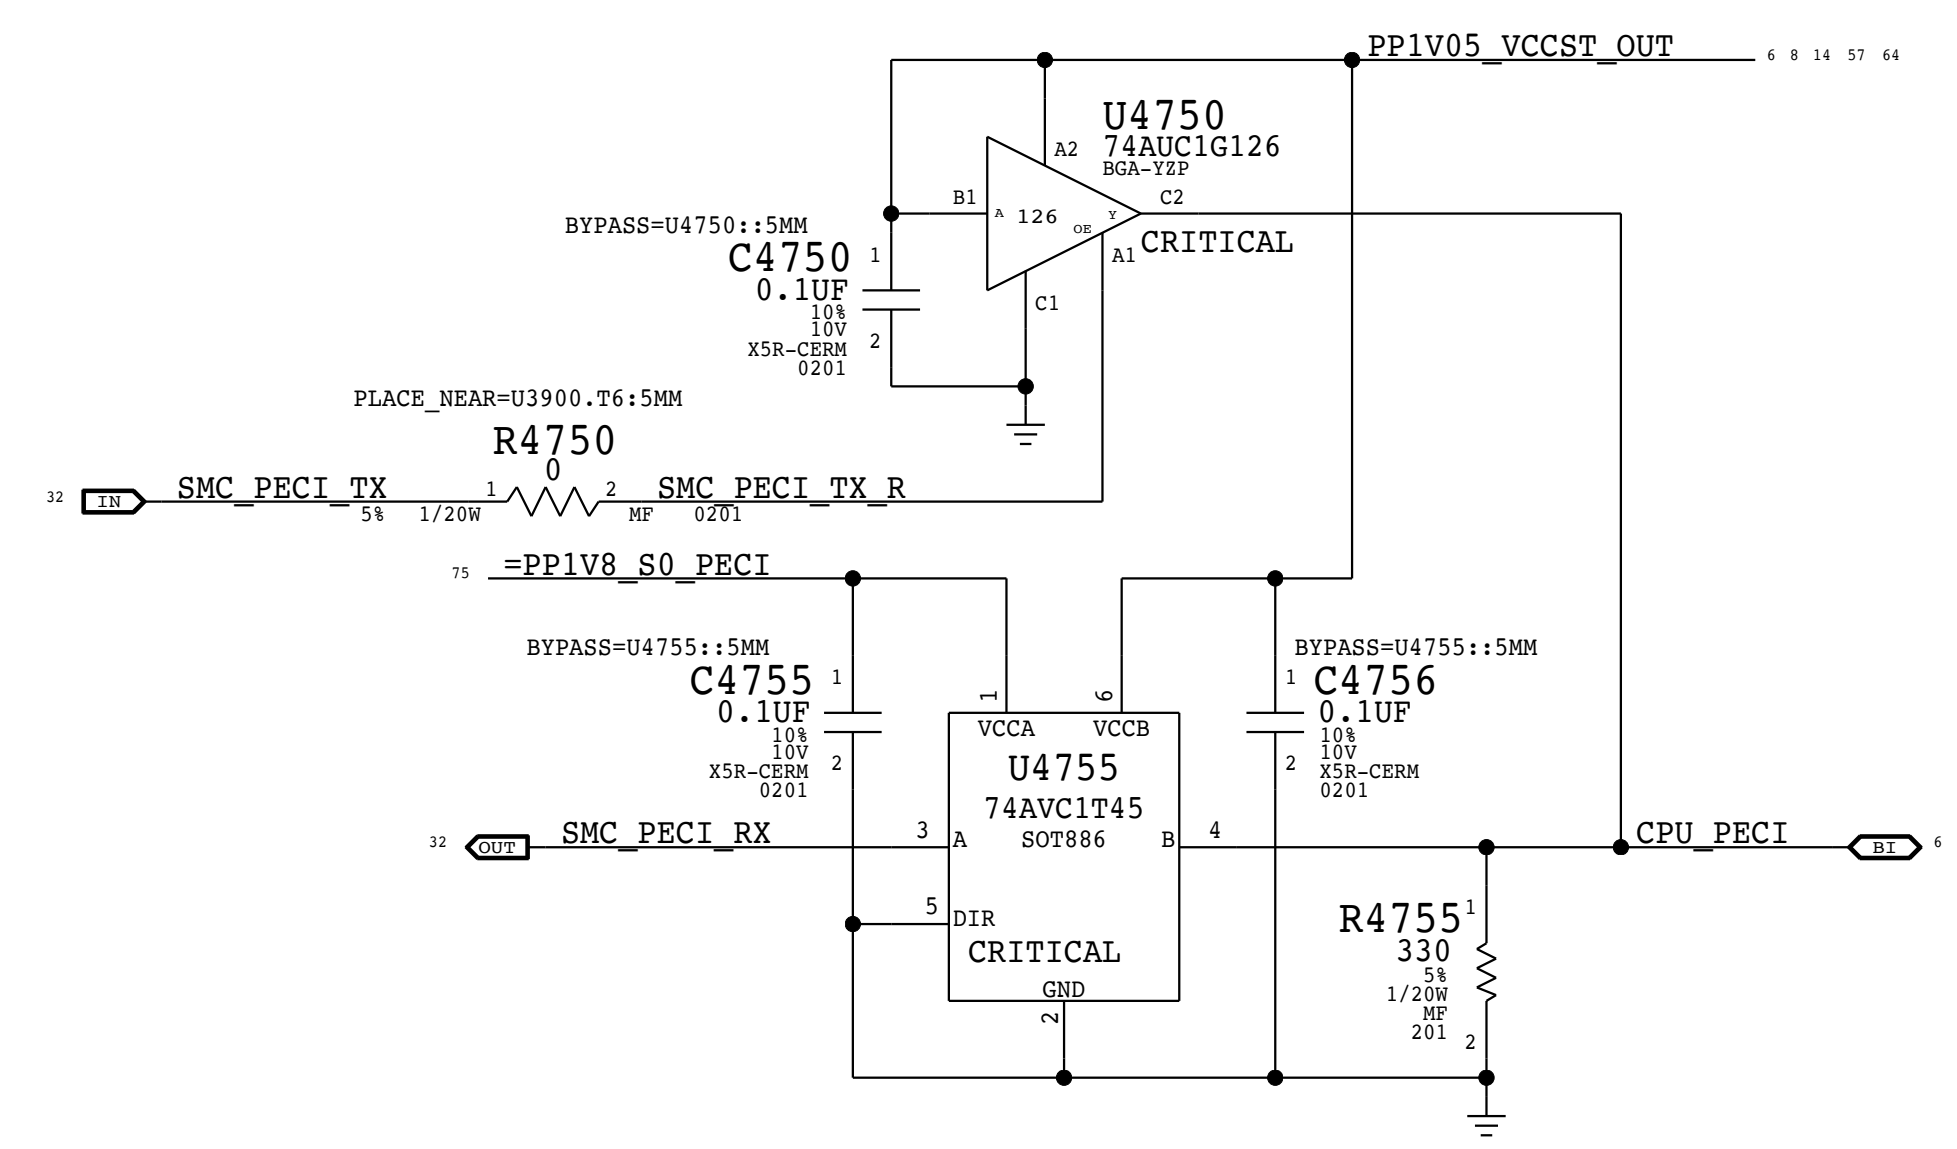 PP1V05_VCCST_OUT
6 8 14 57 64
U4750
74AUC1G126
BGA-YZP
A2
B1
A
126
Y
OE
C2
A1
CRITICAL
C1
BYPASS=U4750::5MM
C4750
1
0.1UF
10%
10V
2
X5R-CERM
0201
PLACE_NEAR=U3900.T6:5MM
R4750
0
32
IN
SMC_PECI_TX
1
2
SMC_PECI_TX_R
5%
1/20W
MF
0201
75
=PP1V8_S0_PECI
BYPASS=U4755::5MM
C4755
1
0.1UF
10%
10V
2
X5R-CERM
0201
1
6
VCCA
VCCB
U4755
74AVC1T45
SOT886
3
A
B
4
5
DIR
CRITICAL
GND
2
BYPASS=U4755::5MM
1
C4756
0.1UF
10%
10V
2
X5R-CERM
0201
32
OUT
SMC_PECI_RX
CPU_PECI
BI
6
R4755
1
330
5%
1/20W
MF
201
2